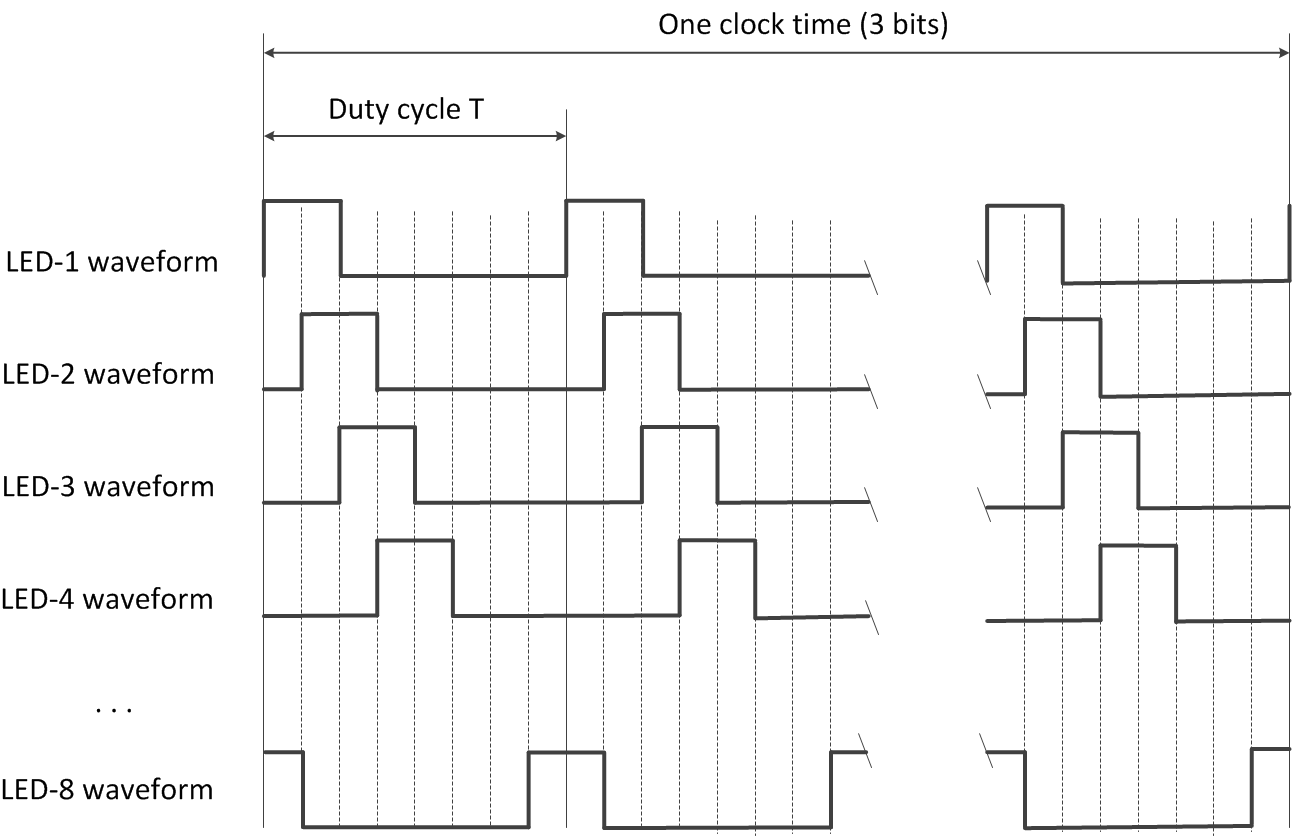 One clock time (3 bits)
Duty cycle T
LED-1 waveform
LED-2 waveform
LED-3 waveform
LED-4 waveform
. . .
LED-8 waveform